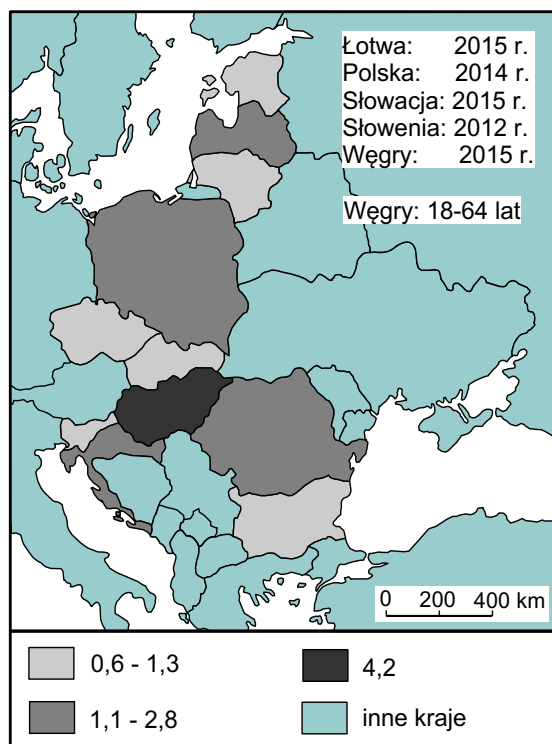 Łotwa: 2015 r.
Polska: 2014 r.
Słowacja: 2015 r.
Słowenia: 2012 r.
Węgry: 2015 r.
Węgry: 18-64 lat
0 200 400 km
0,6 - 1,3
4,2
1,1 - 2,8
inne kraje